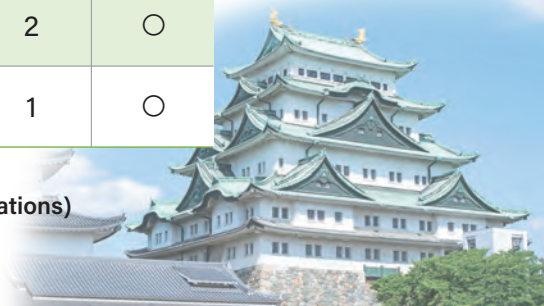 2 ○
1 ○
ations)